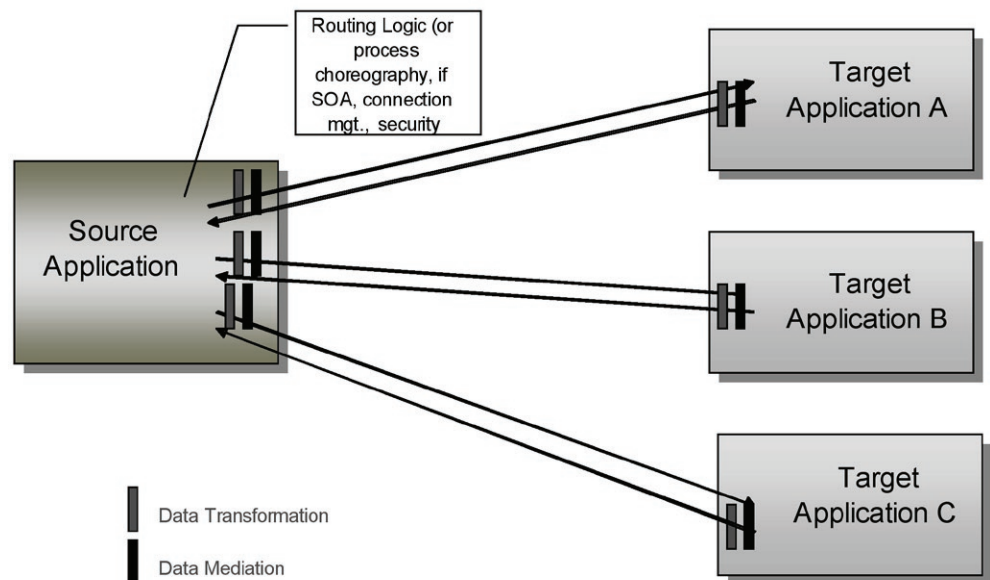 Routing Logic (or
process
choreography, if
SOA, connection
mgt., security
Target
Application A
Source
Application
Target
Application B
Target
Application C
Data Transformation
Data Mediation